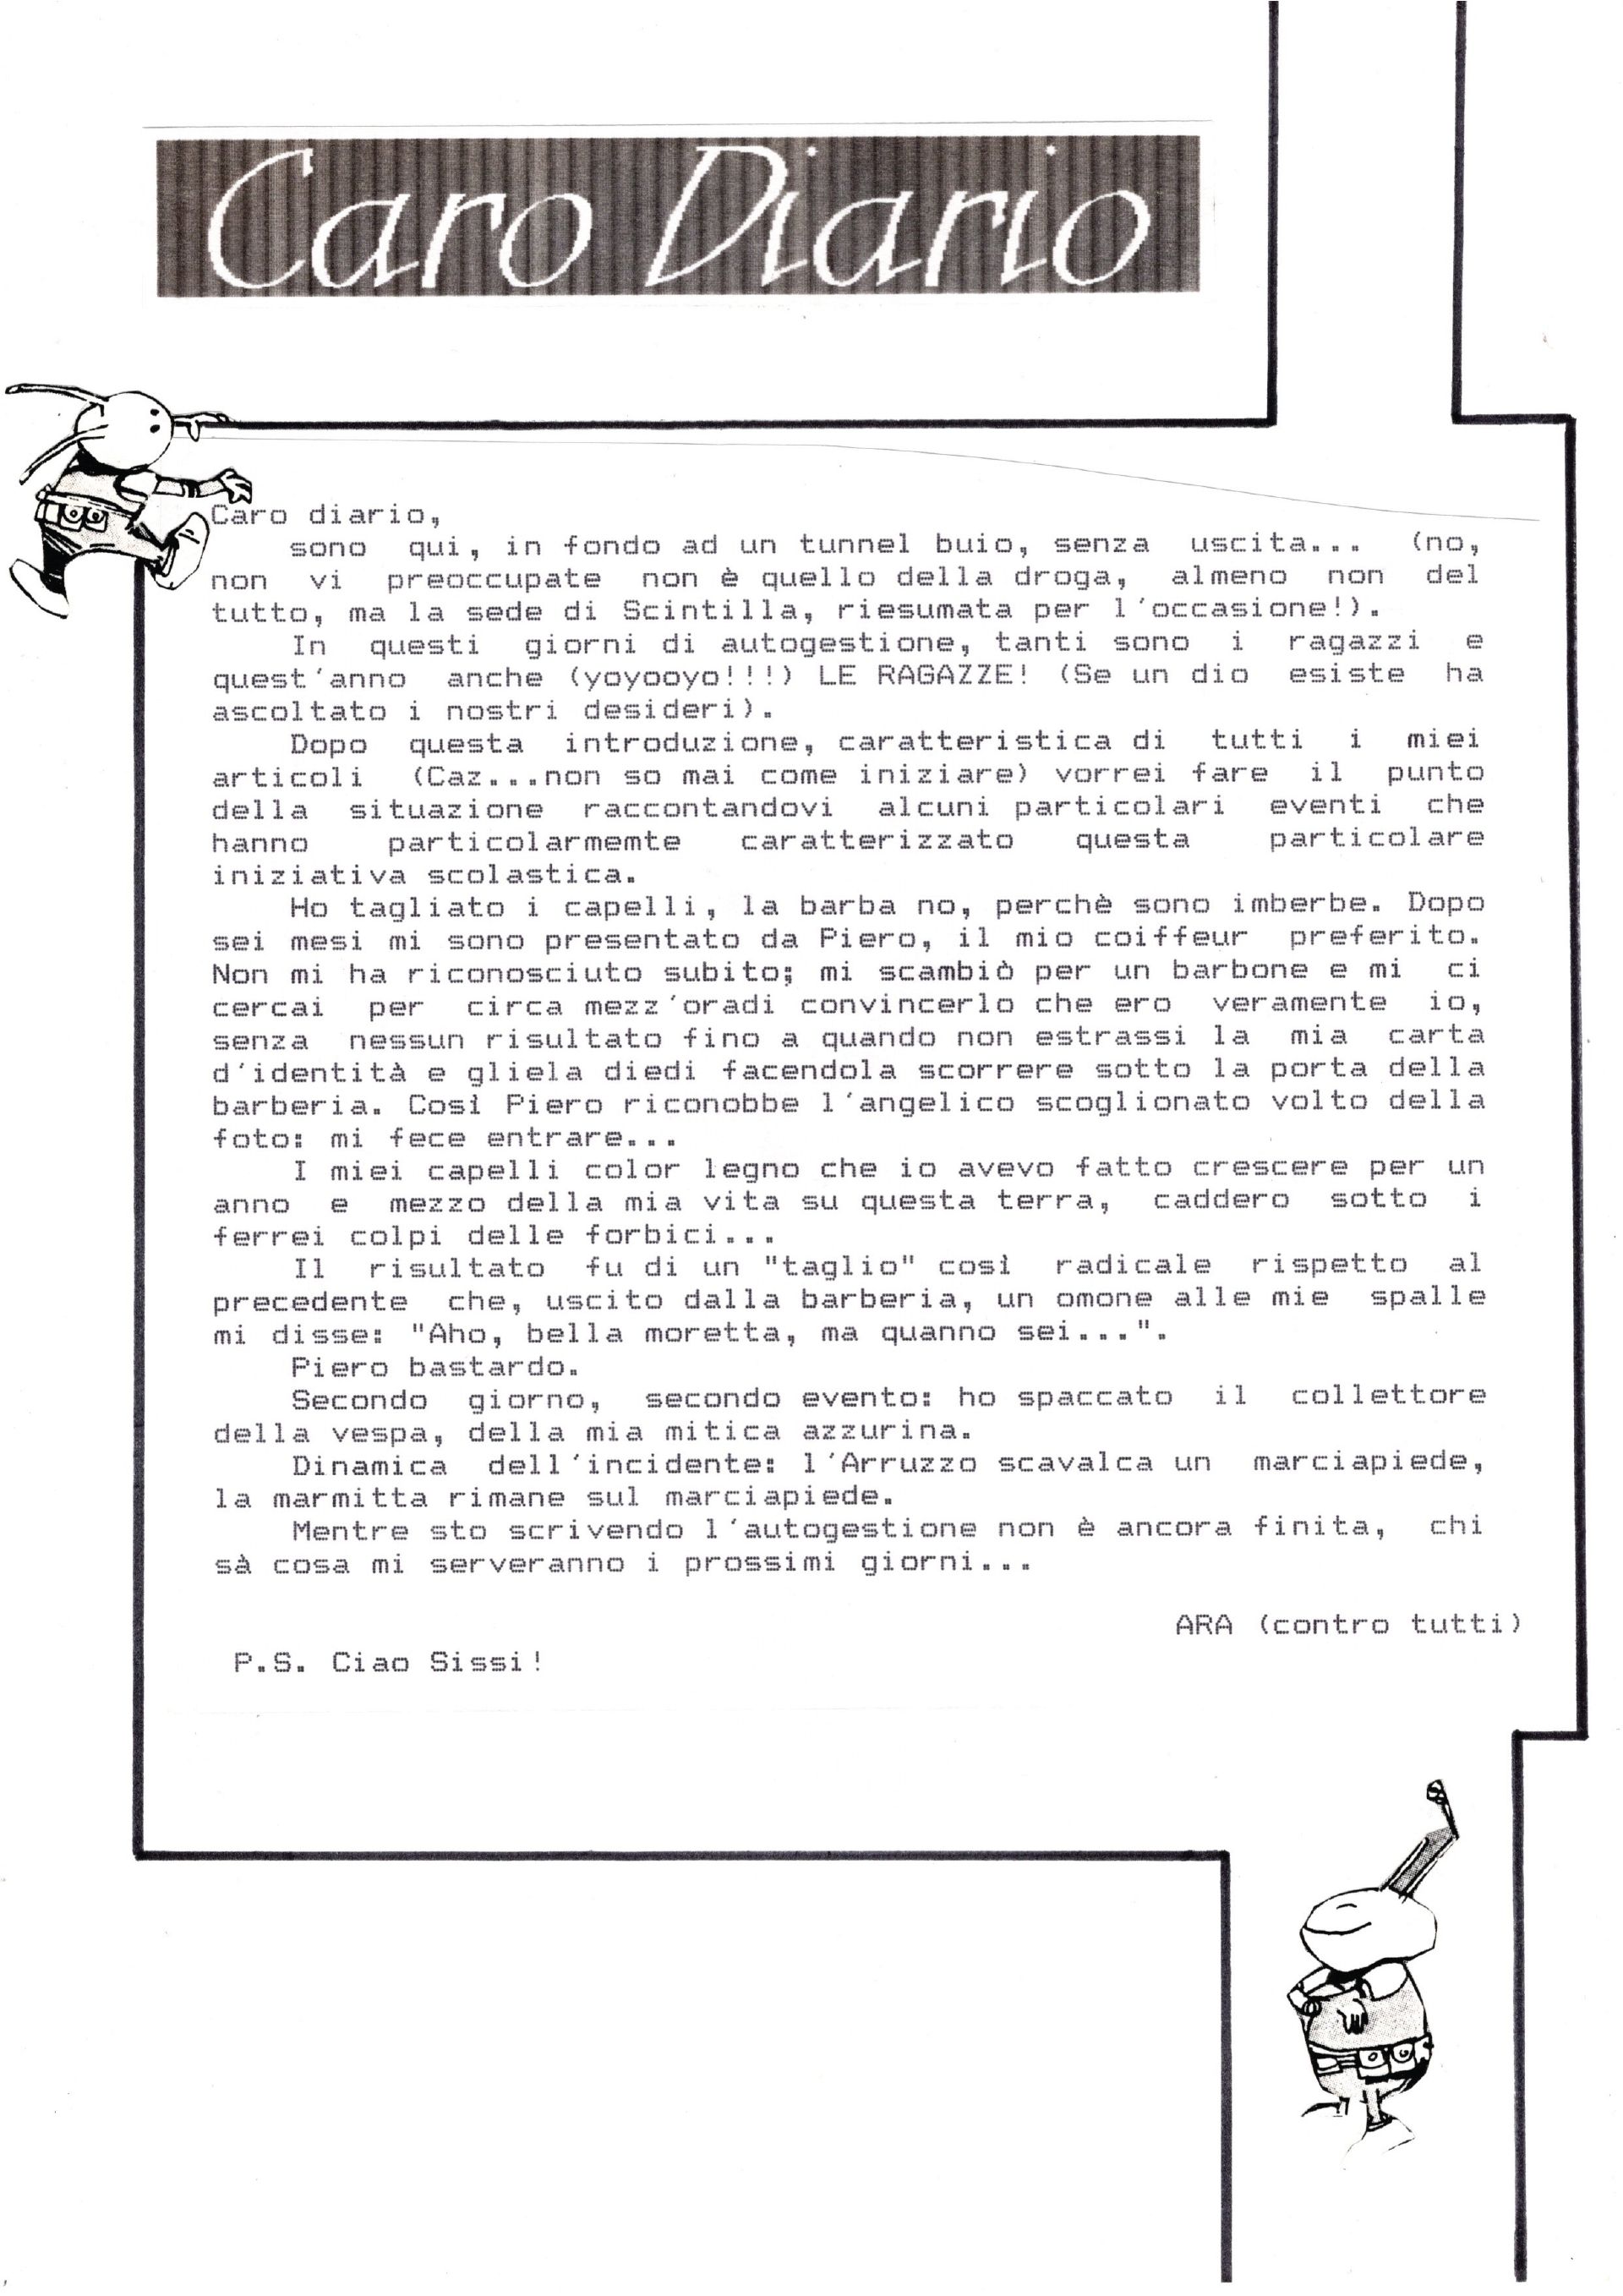 Caro Diario
Caro diario,
sono qui, in fondo ad un tunnel buio, senza uscita... (no,
non vi preoccupate non è quello della droga, almeno non del
tutto, ma la sede di Scintilla, riesumata per l'occasione!).
In questi giorni di autogestione, tanti sono i ragazzi e
quest'anno anche (yoyooyo!!!) LE RAGAZZE! (Se un dio esiste ha
ascoltato i nostri desideri).
Dopo questa introduzione, caratteristica di tutti i miei
articoli (Caz...non so mai come iniziare) vorrei fare il punto
della situazione raccontandovi alcuni particolari eventi che
hanno particolarmemte caratterizzato questa particolare
iniziativa scolastica.
Ho tagliato i capelli, la barba no, perchè sono imberbe. Dopo
sei mesi mi sono presentato da Piero, il mio coiffeur preferito.
Non mi ha riconosciuto subito; mi scambiò per un barbone e mi ci
cercai per circa mezz'oradi convincerlo che ero veramente io,
senza nessun risultato fino a quando non estrassi la mia carta
d'identità e gliela diedi facendola scorrere sotto la porta della
barberia. Così Piero riconobbe l'angelico scoglionato volto della
foto: mi fece entrare...
I miei capelli color legno che io avevo fatto crescere per un
anno e mezzo della mia vita su questa terra, caddero sotto i
ferrei colpi delle forbici...
Il risultato fu di un "taglio" così radicale rispetto al
precedente che, uscito dalla barberia, un omone alle mie spalle
mi disse: "Aho, bella moretta, ma quanno sei...".
Piero bastardo.
Secondo giorno, secondo evento: ho spaccato il collettore
della vespa, della mia mitica azzurina.
Dinamica dell'incidente: l'Arruzzo scavalca un marciapiede,
la marmitta rimane sul marciapiede.
Mentre sto scrivendo l'autogestione non è ancora finita, chi
sà cosa mi serveranno i prossimi giorni...
ARA (contro tutti)
P.S. Ciao Sissi!